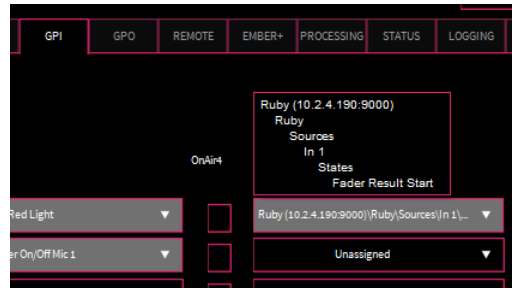 GPI GPO REMOTE EMBER+ PROCESSING STATUS LOGGING
Ruby (10.2.4.190:9000)
Ruby
Sources
In 1
States
Fader Result Start
OnAir4
Red Light ▼ Ruby (10.2.4.190:9000)\Ruby\Sources\In 1\... ▼
er On/Off Mic 1 ▼ Unassigned ▼